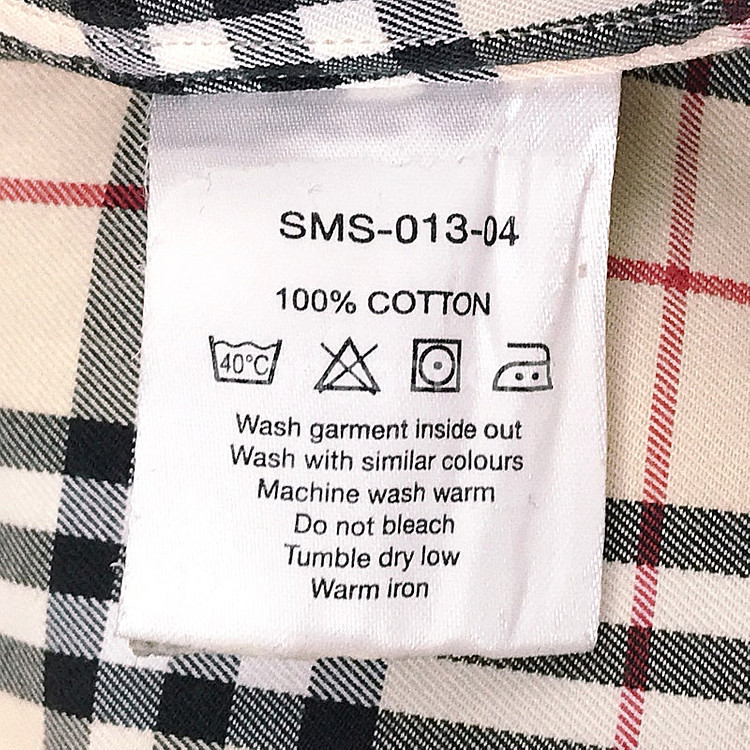 SMS-013-04
100% COTTON
40°C
Wash garment inside out
Wash with similar colours
Machine wash warm
Do not bleach
Tumble dry low
Warm iron